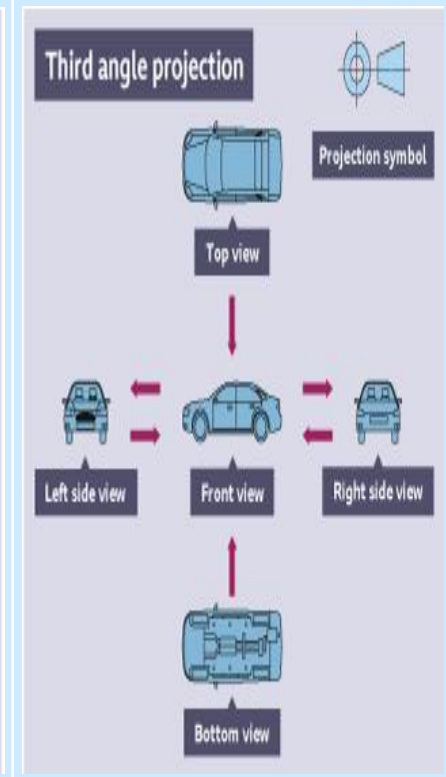 Third angle projection
Projection symbol
Top view
Left side view
Front view
Right side view
Bottom view